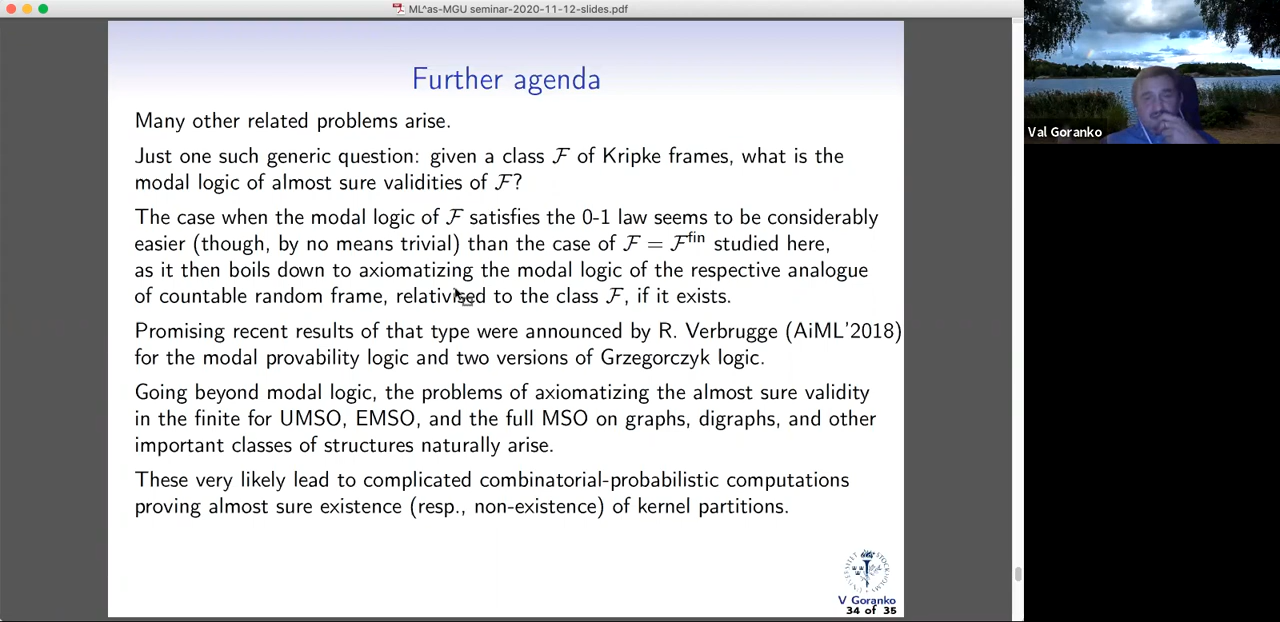 ML^as-MGU seminar-2020-11-12-slides.pdf
Further agenda
Many other related problems arise.
Just one such generic question: given a class ℱ of Kripke frames, what is the
modal logic of almost sure validities of ℱ?
The case when the modal logic of ℱ satisfies the 0-1 law seems to be considerably
easier (though, by no means trivial) than the case of ℱ = ℱ^fin studied here,
as it then boils down to axiomatizing the modal logic of the respective analogue
of countable random frame, relativised to the class ℱ, if it exists.
Promising recent results of that type were announced by R. Verbrugge (AiML'2018)
for the modal provability logic and two versions of Grzegorczyk logic.
Going beyond modal logic, the problems of axiomatizing the almost sure validity
in the finite for UMSO, EMSO, and the full MSO on graphs, digraphs, and other
important classes of structures naturally arise.
These very likely lead to complicated combinatorial-probabilistic computations
proving almost sure existence (resp., non-existence) of kernel partitions.
V Goranko
34 of 35
Val Goranko